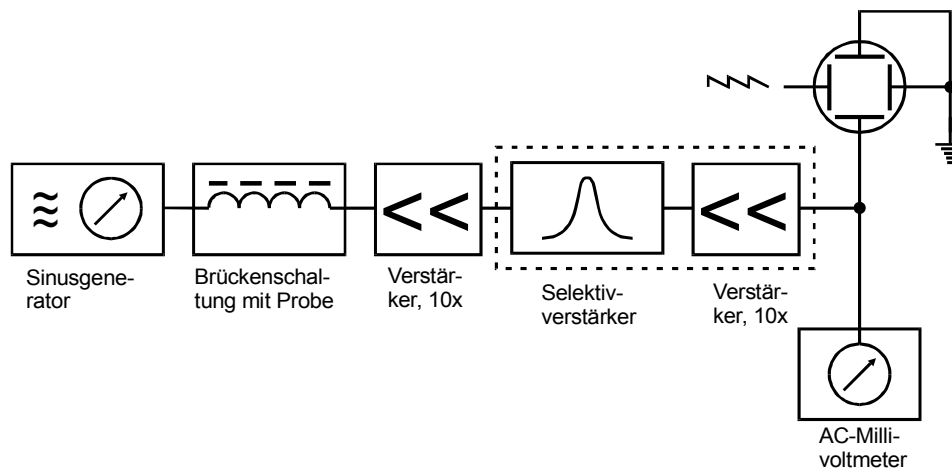 Sinusgene-
rator
Brückenschal-
tung mit Probe
Verstär-
ker, 10x
Selektiv-
verstärker
Verstär-
ker, 10x
AC-Milli-
voltmeter